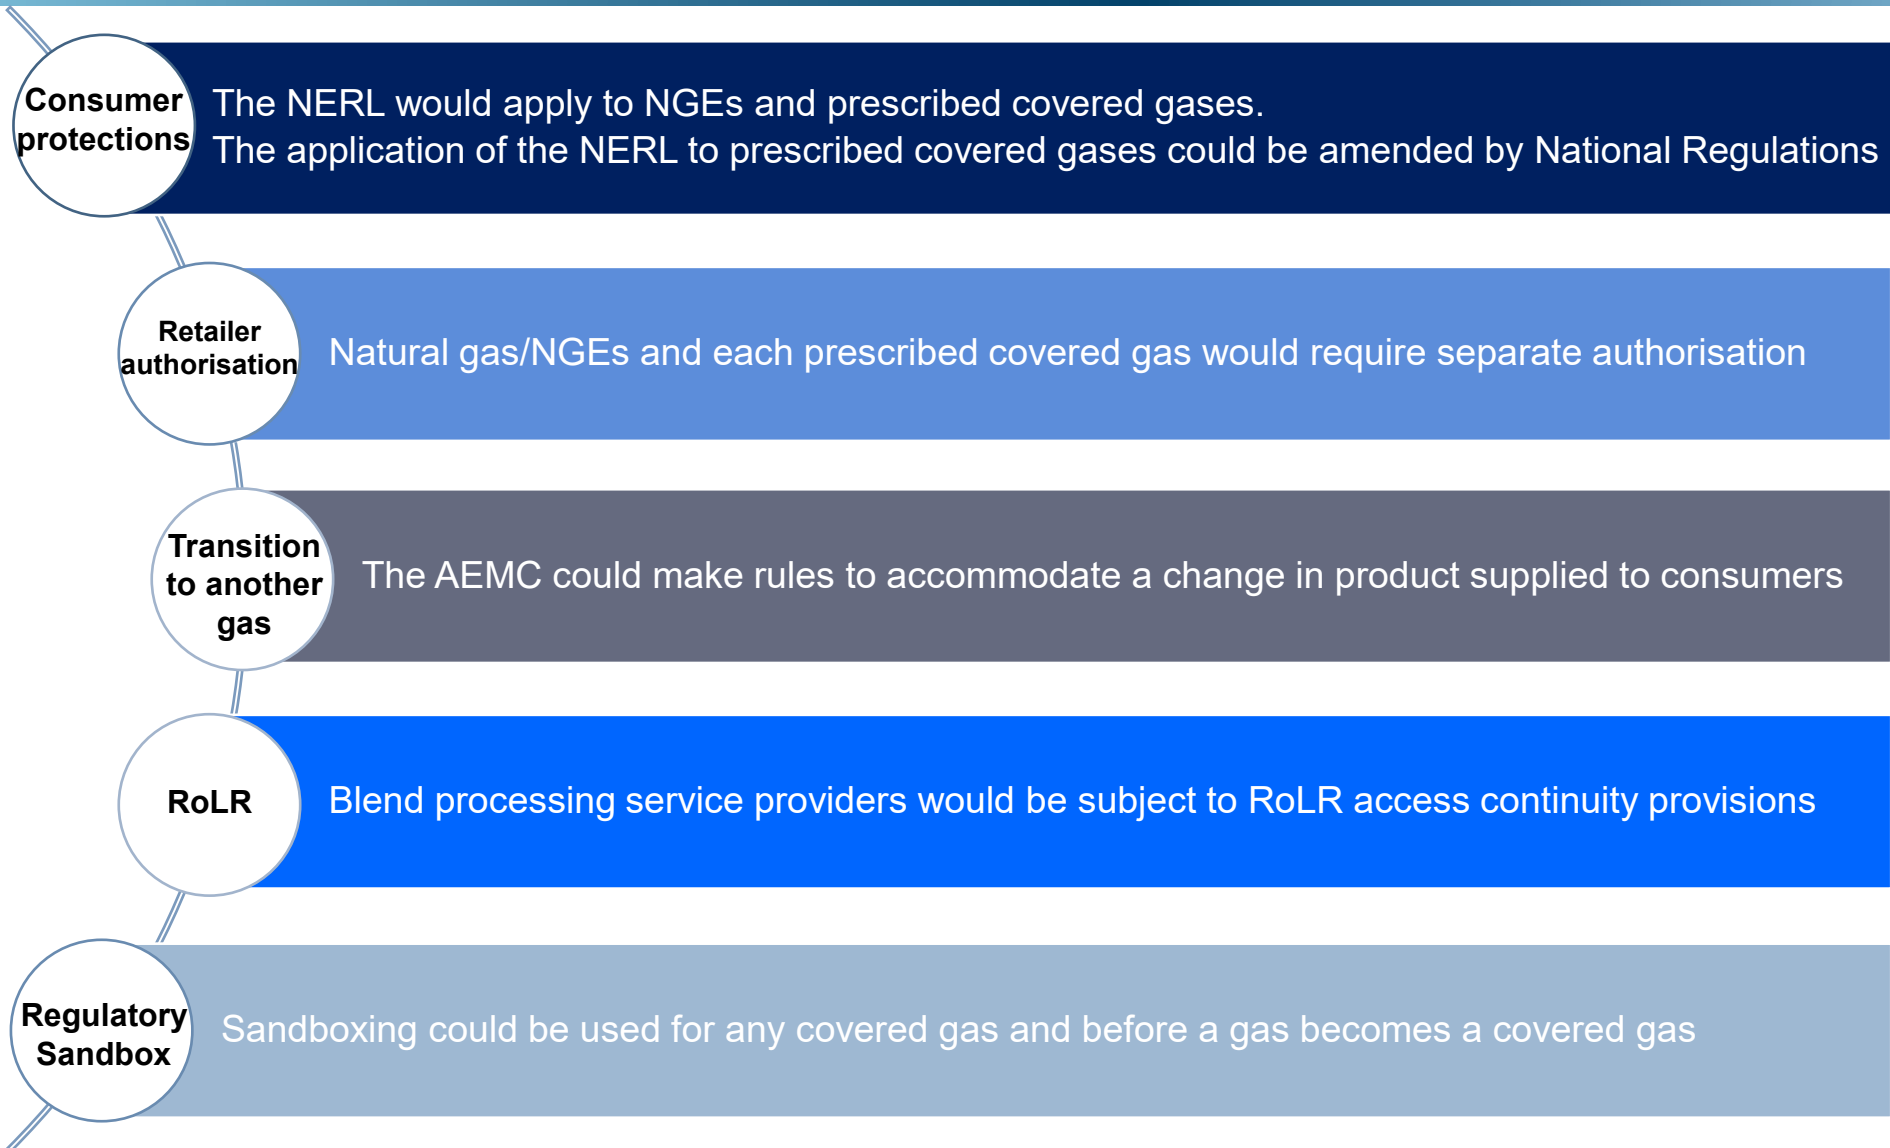 Consumer
protections
The NERL would apply to NGEs and prescribed covered gases.
The application of the NERL to prescribed covered gases could be amended by National Regulations
Retailer
authorisation
Natural gas/NGEs and each prescribed covered gas would require separate authorisation
Transition
to another
gas
The AEMC could make rules to accommodate a change in product supplied to consumers
RoLR
Blend processing service providers would be subject to RoLR access continuity provisions
Regulatory
Sandbox
Sandboxing could be used for any covered gas and before a gas becomes a covered gas